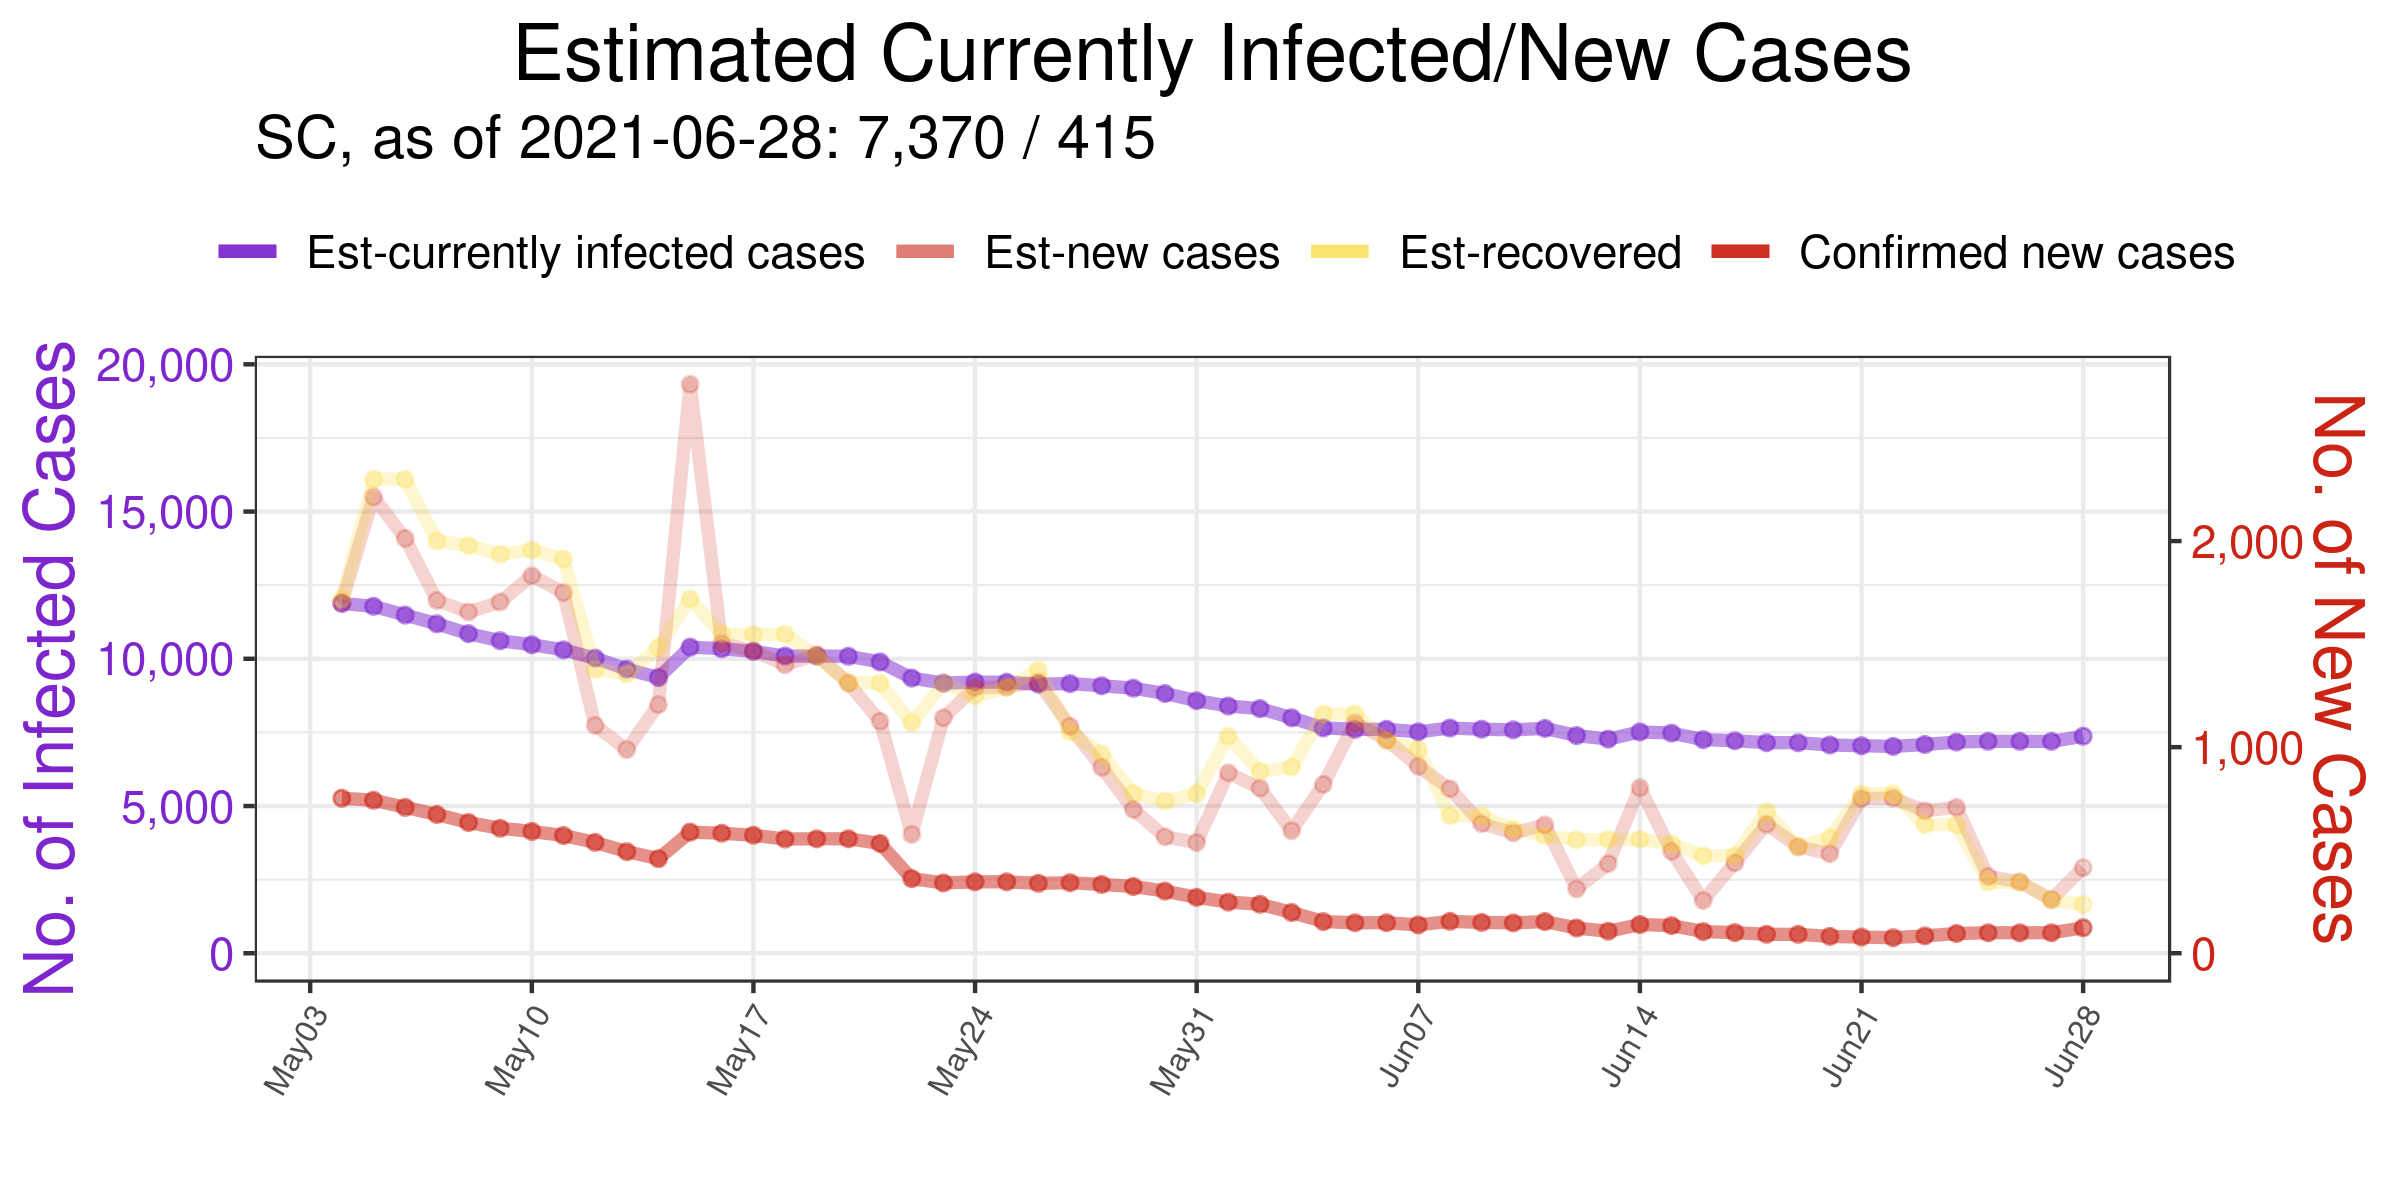 Estimated Currently Infected/New Cases
SC, as of 2021-06-28: 7,370 / 415
Est-currently infected cases Est-new cases Est-recovered Confirmed new cases
No. of Infected Cases
20,000
15,000
10,000
5,000
0
2,000
1,000
0
No. of New Cases
May03 May10 May17 May24 May31 Jun07 Jun14 Jun21 Jun28